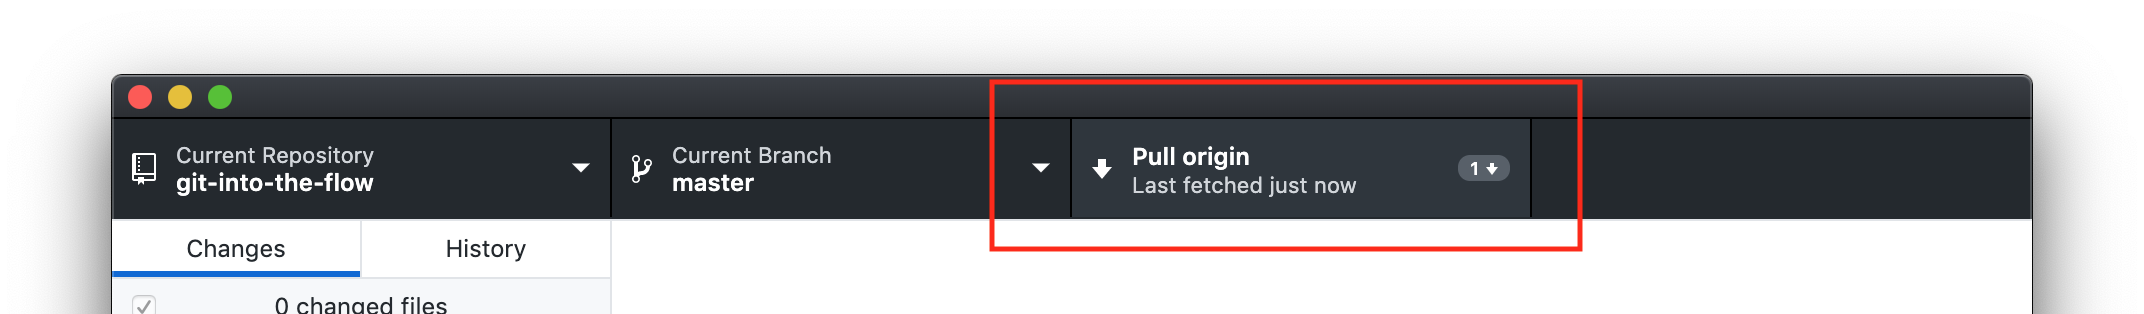 Current Repository
git-into-the-flow
Current Branch
master
Pull origin
Last fetched just now
1
Changes
History
0 changed files